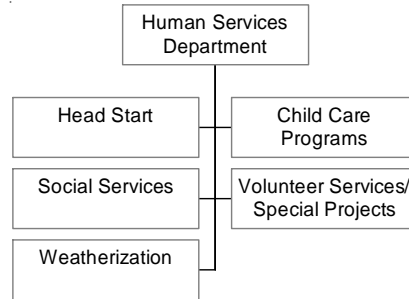 Human Services
Department
Head Start
Child Care
Programs
Social Services
Volunteer Services/
Special Projects
Weatherization